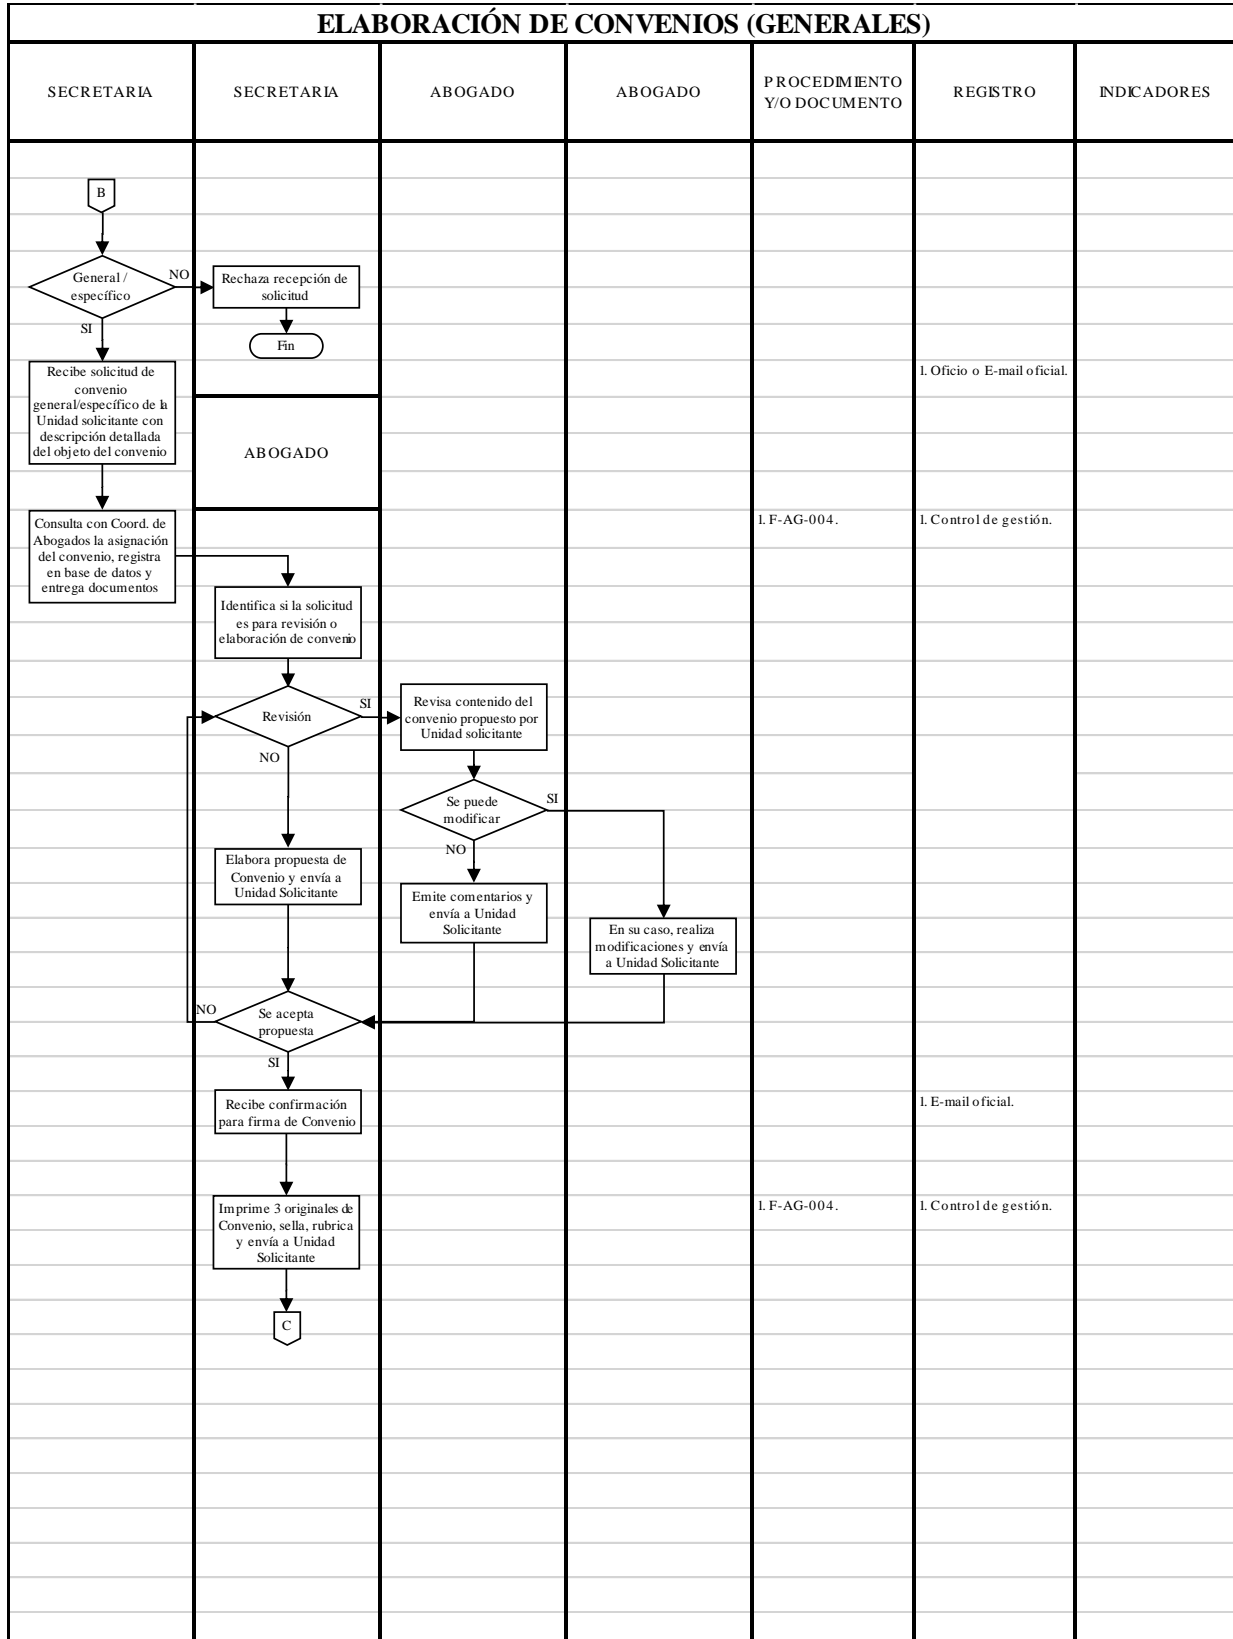 ELABORACIÓN DE CONVENIOS (GENERALES)
SECRETARIA
SECRETARIA
ABOGADO
ABOGADO
PROCEDIMIENTO
Y/O DOCUMENTO
REGISTRO
INDICADORES
B
General /
específico
NO
SI
Rechaza recepción de
solicitud
Fin
Recibe solicitud de
convenio
general/específico de la
Unidad solicitante con
descripción detallada
del objeto del convenio
1. Oficio o E-mail oficial.
ABOGADO
Consulta con Coord. de
Abogados la asignación
del convenio, registra
en base de datos y
entrega documentos
1. F-AG-004.
1. Control de gestión.
Identifica si la solicitud
es para revisión o
elaboración de convenio
Revisión
SI
NO
Revisa contenido del
convenio propuesto por
Unidad solicitante
Se puede
modificar
SI
NO
Elabora propuesta de
Convenio y envía a
Unidad Solicitante
Emite comentarios y
envía a Unidad
Solicitante
En su caso, realiza
modificaciones y envía
a Unidad Solicitante
NO
Se acepta
propuesta
SI
Recibe confirmación
para firma de Convenio
1. E-mail oficial.
Imprime 3 originales de
Convenio, sella, rubrica
y envía a Unidad
Solicitante
1. F-AG-004.
1. Control de gestión.
C